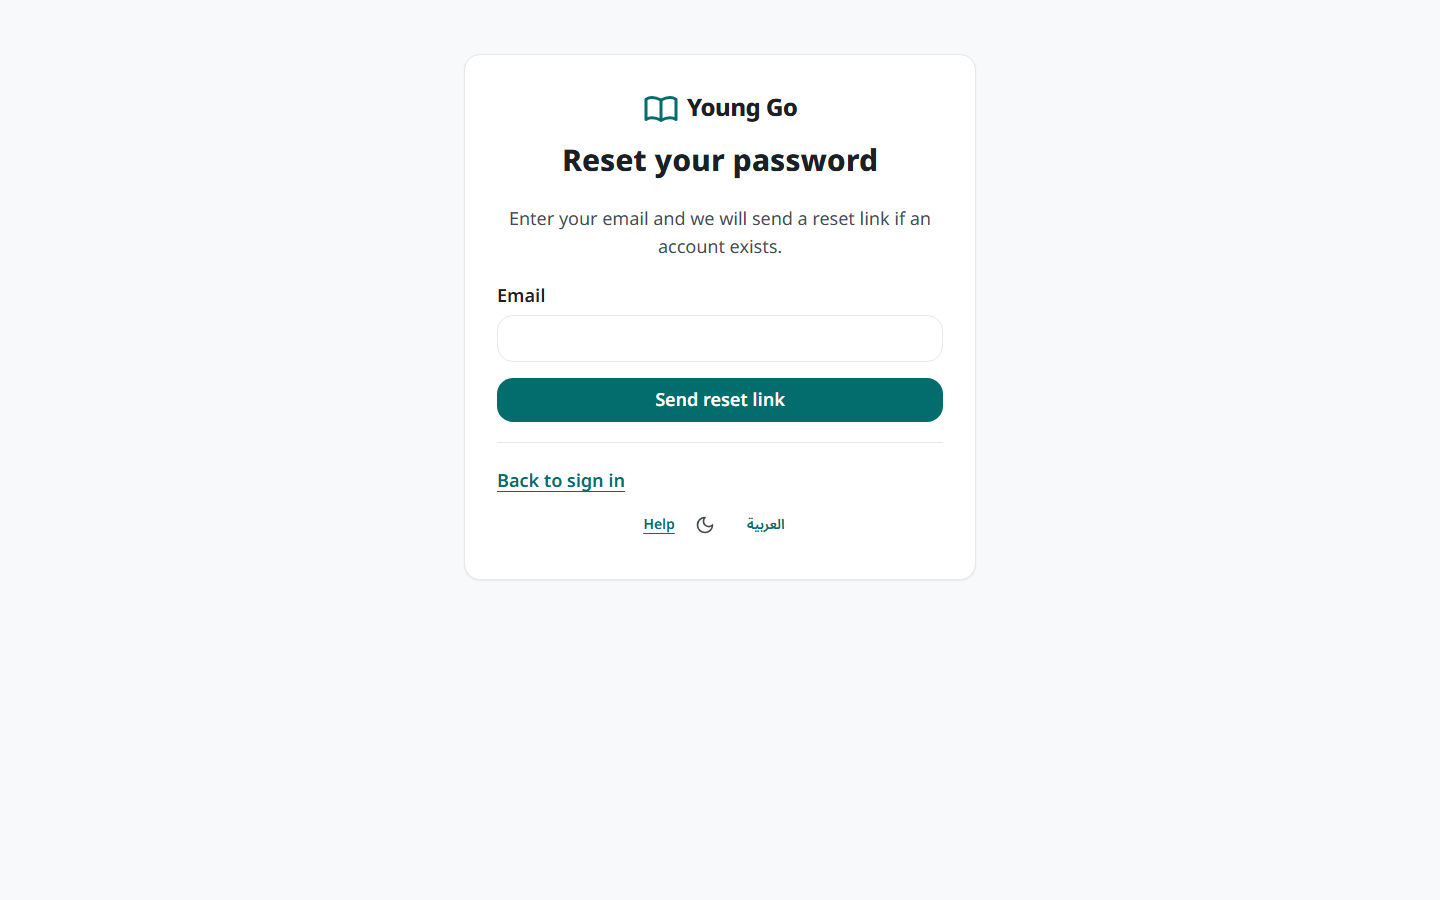 Young Go
Reset your password
Enter your email and we will send a reset link if an
account exists.
Email
Send reset link
Back to sign in
Help
العربية